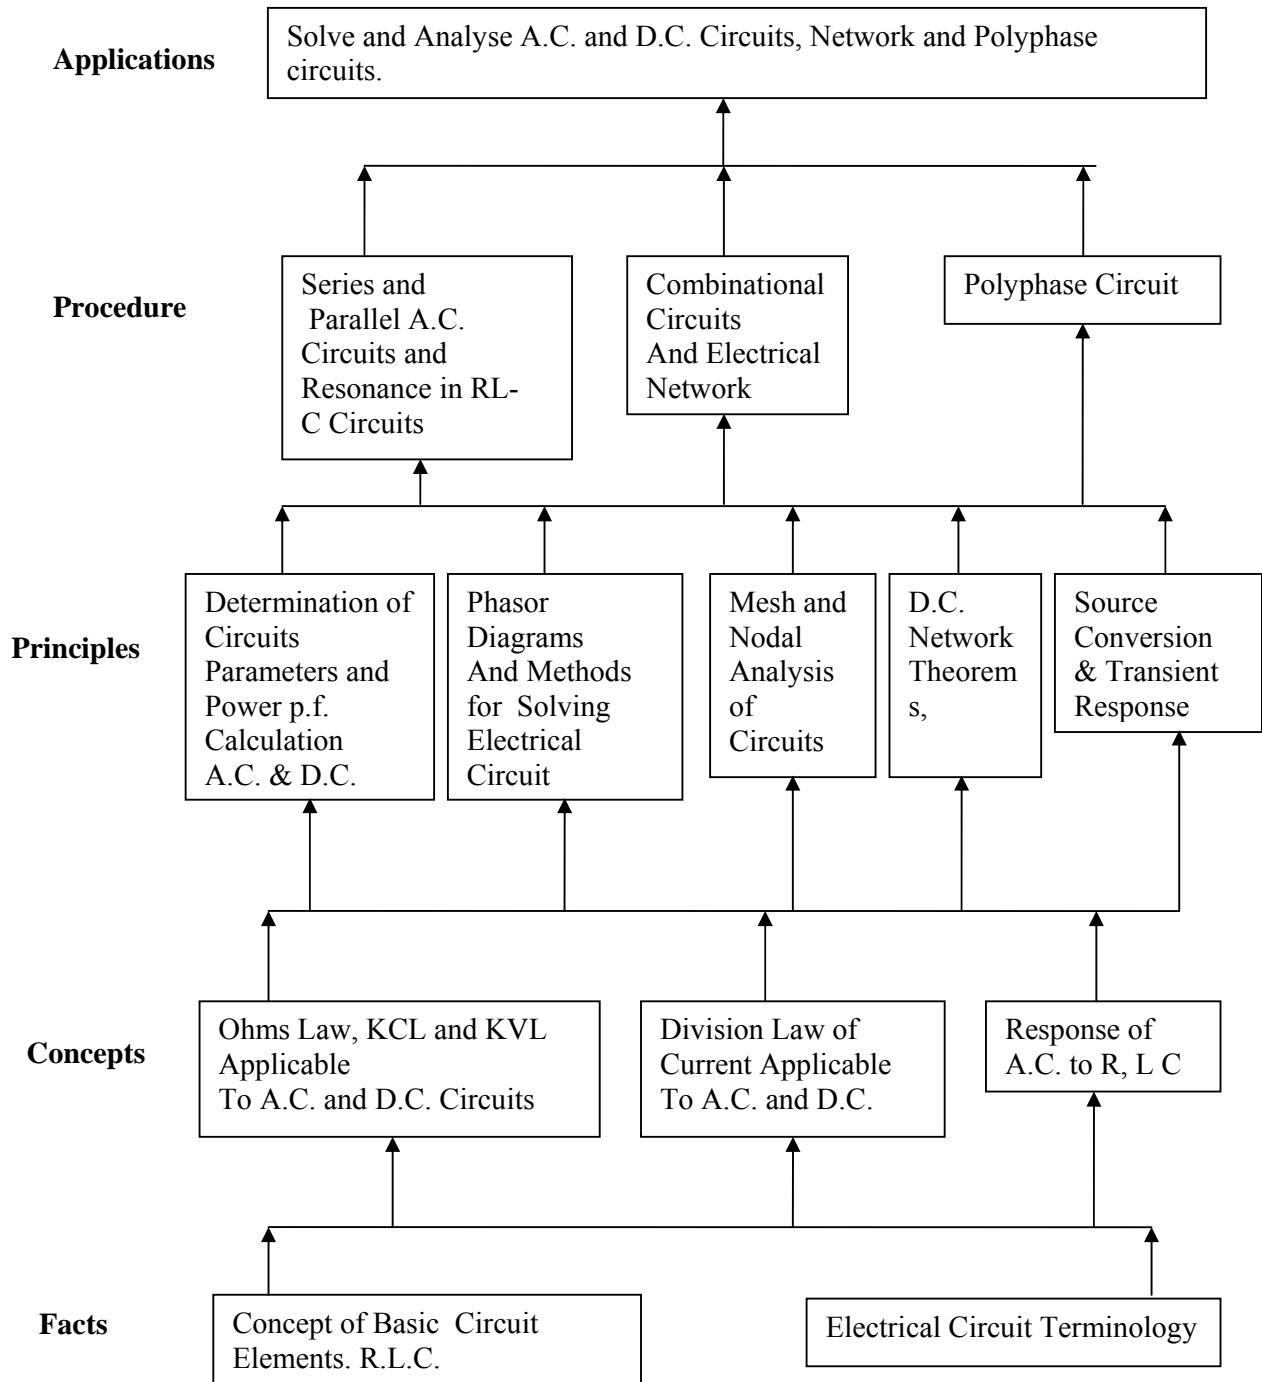 Applications
Solve and Analyse A.C. and D.C. Circuits, Network and Polyphase
circuits.
Procedure
Series and
Parallel A.C.
Circuits and
Resonance in RL-
C Circuits
Combinational
Circuits
And Electrical
Network
Polyphase Circuit
Principles
Determination of
Circuits
Parameters and
Power p.f.
Calculation
A.C. & D.C.
Phasor
Diagrams
And Methods
for Solving
Electrical
Circuit
Mesh and
Nodal
Analysis
of
Circuits
D.C.
Network
Theorem
s,
Source
Conversion
& Transient
Response
Concepts
Ohms Law, KCL and KVL
Applicable
To A.C. and D.C. Circuits
Division Law of
Current Applicable
To A.C. and D.C.
Response of
A.C. to R, L C
Facts
Concept of Basic Circuit
Elements. R.L.C.
Electrical Circuit Terminology